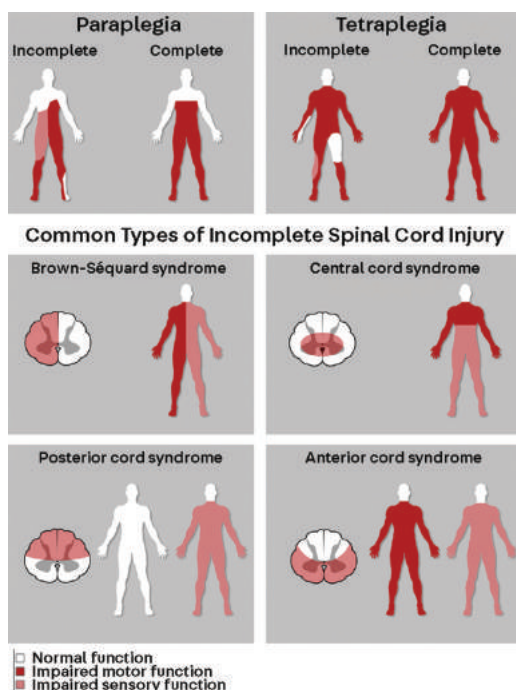 Paraplegia
Incomplete Complete
Tetraplegia
Incomplete Complete
Common Types of Incomplete Spinal Cord Injury
Brown-Séquard syndrome
Central cord syndrome
Posterior cord syndrome
Anterior cord syndrome
Normal function
Impaired motor function
Impaired sensory function